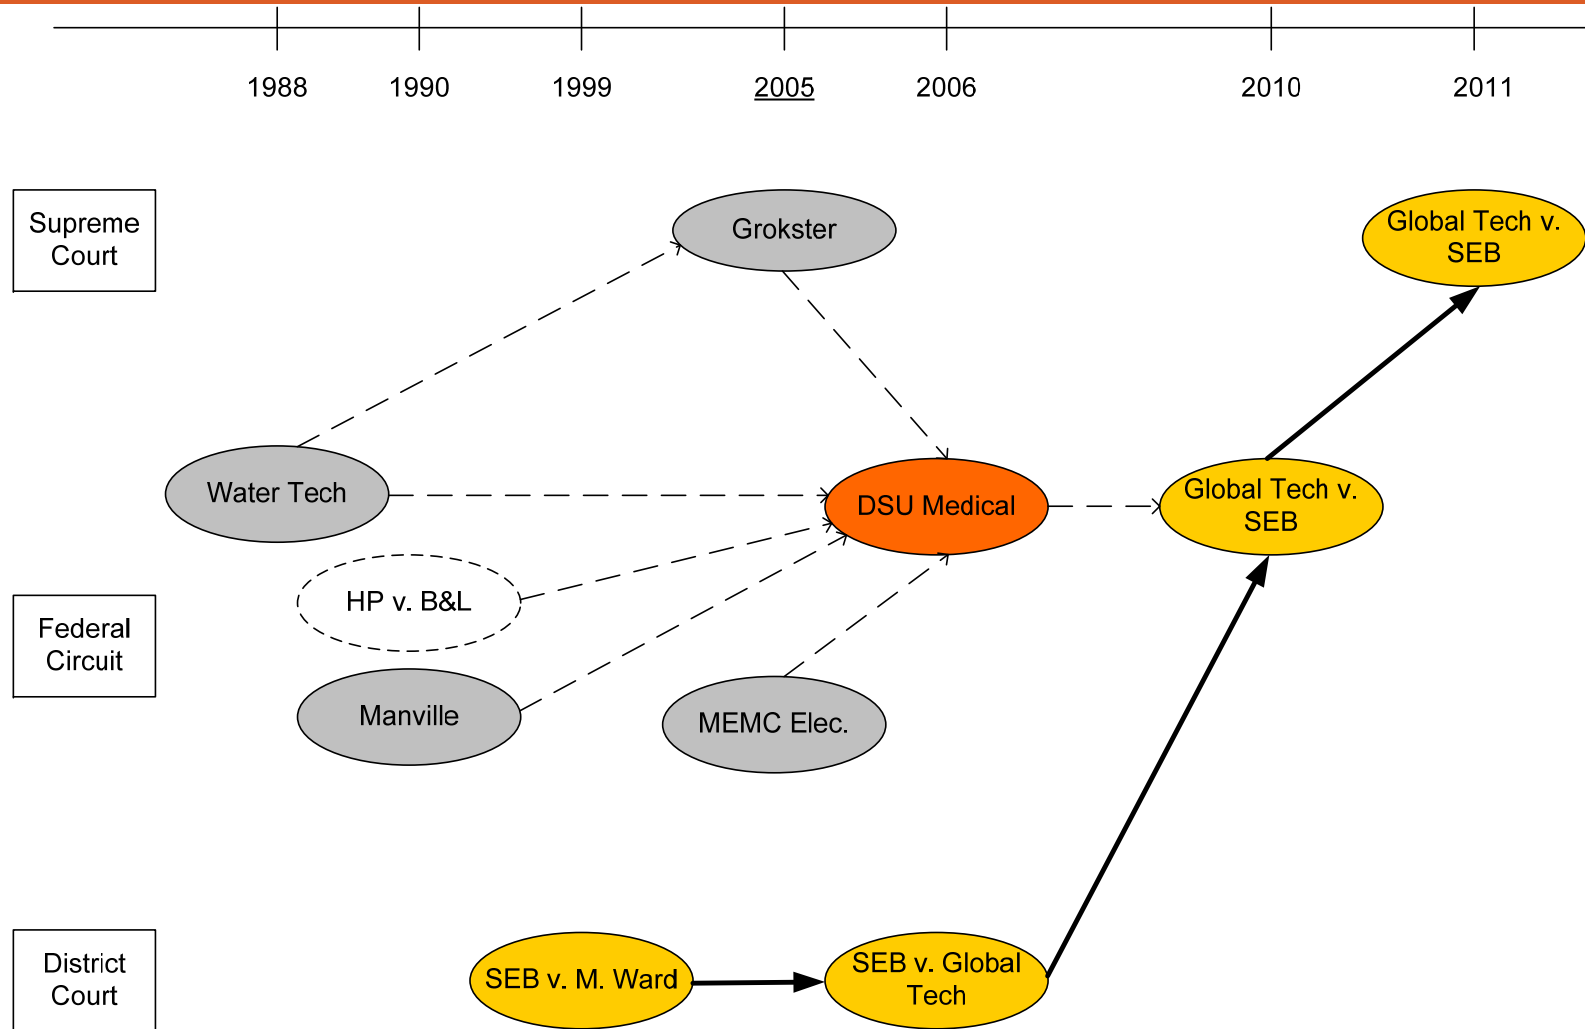 1988
1990
1999
2005
2006
2010
2011
Supreme
Court
Grokster
Global Tech v.
SEB
Water Tech
DSU Medical
Global Tech v.
SEB
HP v. B&L
Federal
Circuit
Manville
MEMC Elec.
District
Court
SEB v. M. Ward
SEB v. Global
Tech